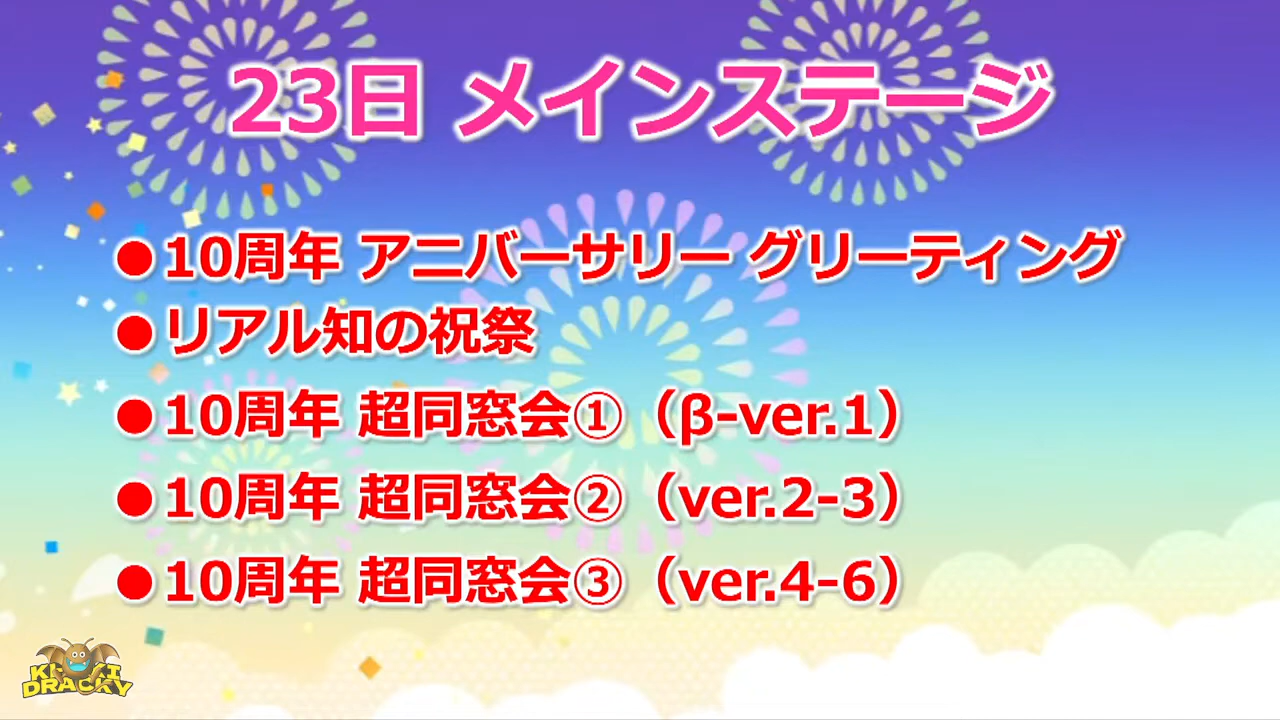 23日 メインステージ
●10周年 アニバーサリー グリーティング
●リアル知の祝祭
●10周年 超同窓会①（β-ver.1）
●10周年 超同窓会②（ver.2-3）
●10周年 超同窓会③（ver.4-6）
DRACKY